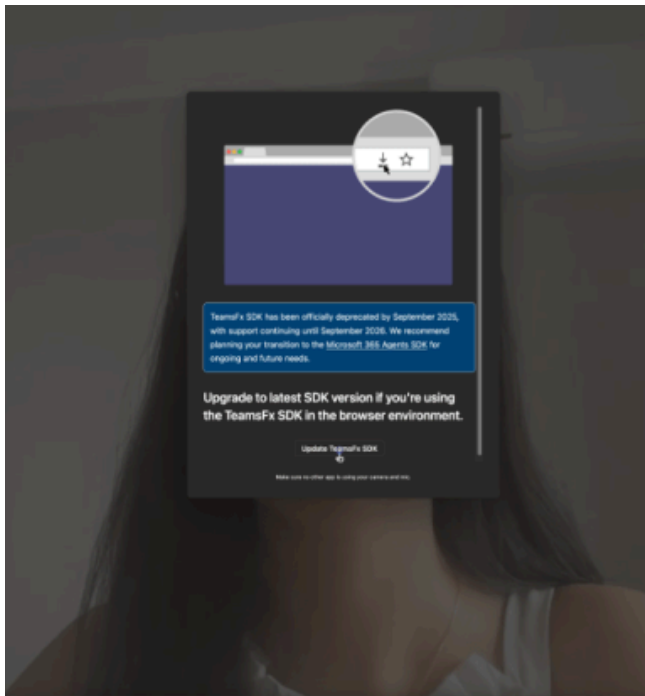 TeamsFx SDK has been officially deprecated by September 2025,
with support continuing until September 2026. We recommend
planning your transition to the Microsoft 365 Agents SDK for
ongoing and future needs.
Upgrade to latest SDK version if you're using
the TeamsFx SDK in the browser environment.
Update TeamsFx SDK
Make sure no other app is using your camera and mic.